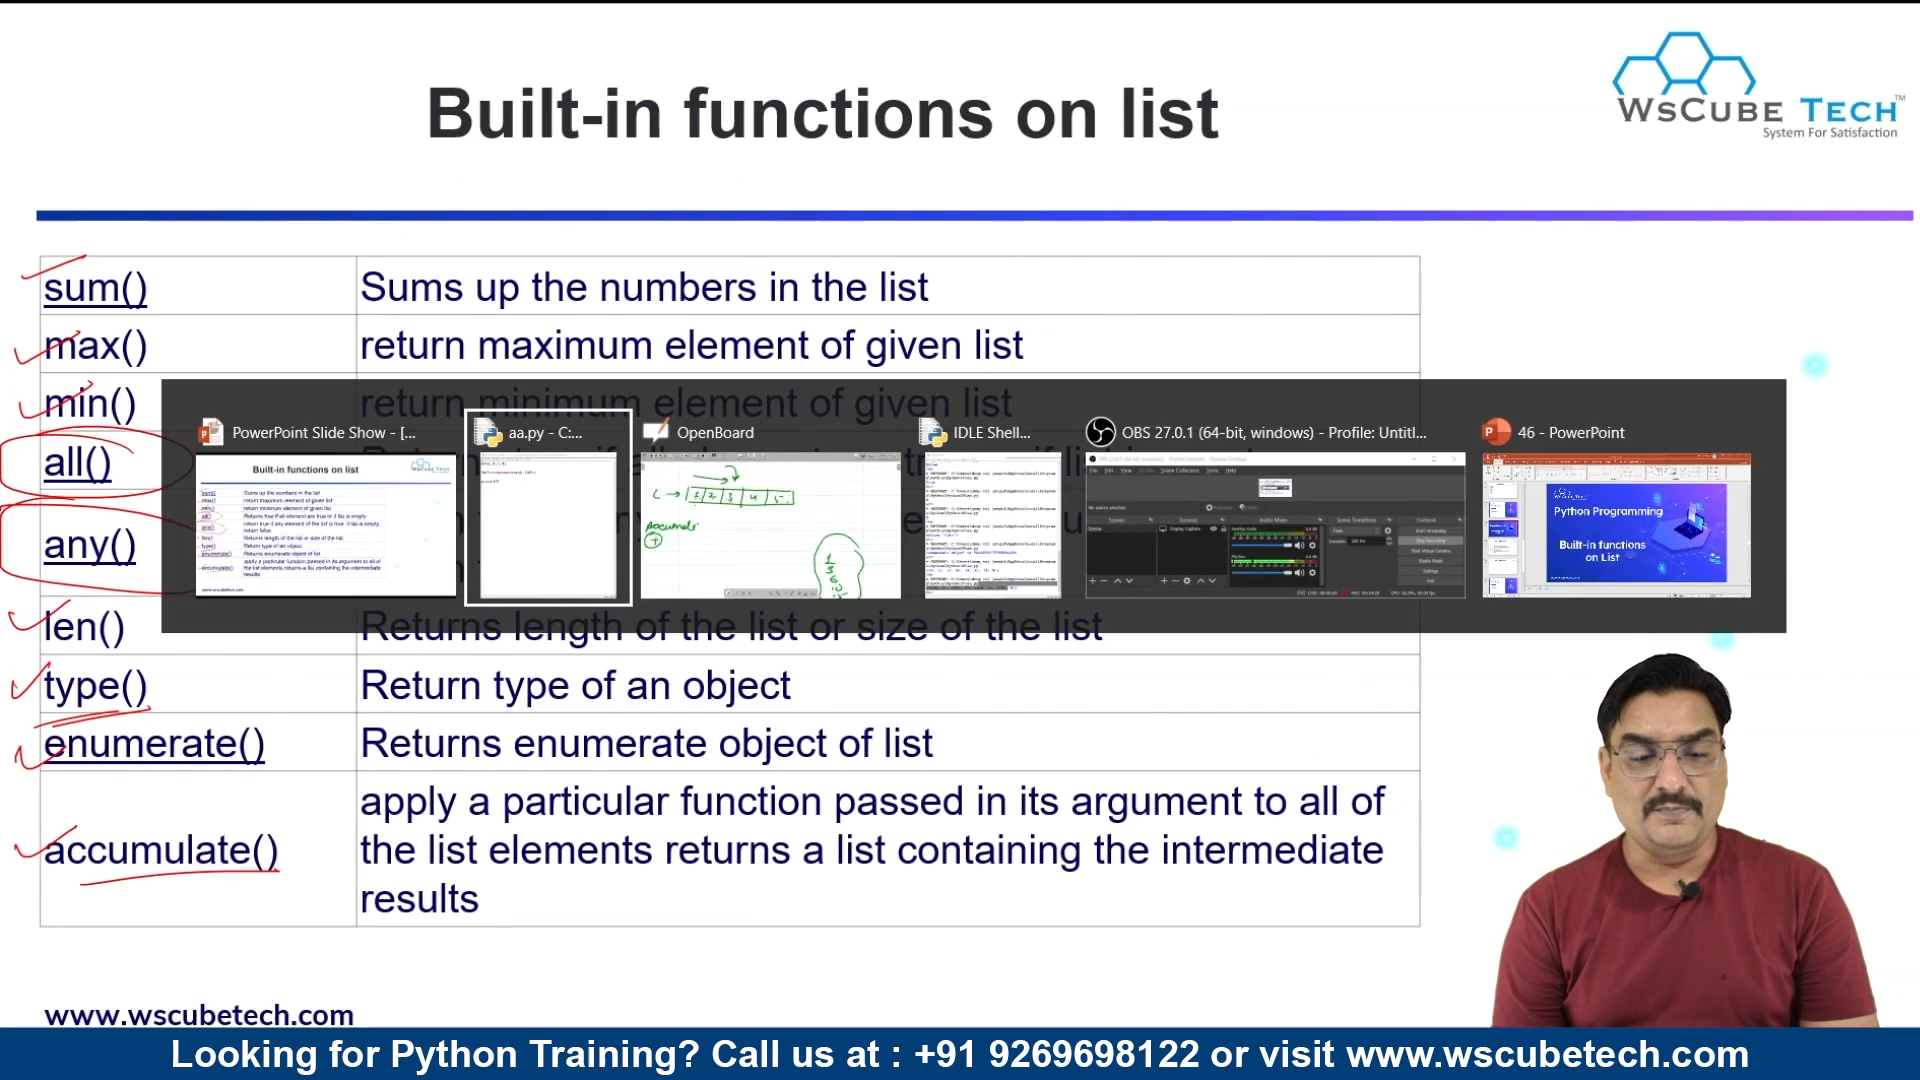 WsCube Tech™
System For Satisfaction
Built-in functions on list
sum() Sums up the numbers in the list
max() return maximum element of given list
min() return minimum element of given list
PowerPoint Slide Show - [...
aa.py - C:...
OpenBoard
IDLE Shell...
OBS 27.0.1 (64-bit, windows) - Profile: Untitl...
46 - PowerPoint
Built-in functions on list
Python Programming
Built-in functions
on List
all()
any()
len() Returns length of the list or size of the list
type() Return type of an object
enumerate() Returns enumerate object of list
accumulate() apply a particular function passed in its argument to all of
the list elements returns a list containing the intermediate
results
www.wscubetech.com
Looking for Python Training? Call us at : +91 9269698122 or visit www.wscubetech.com